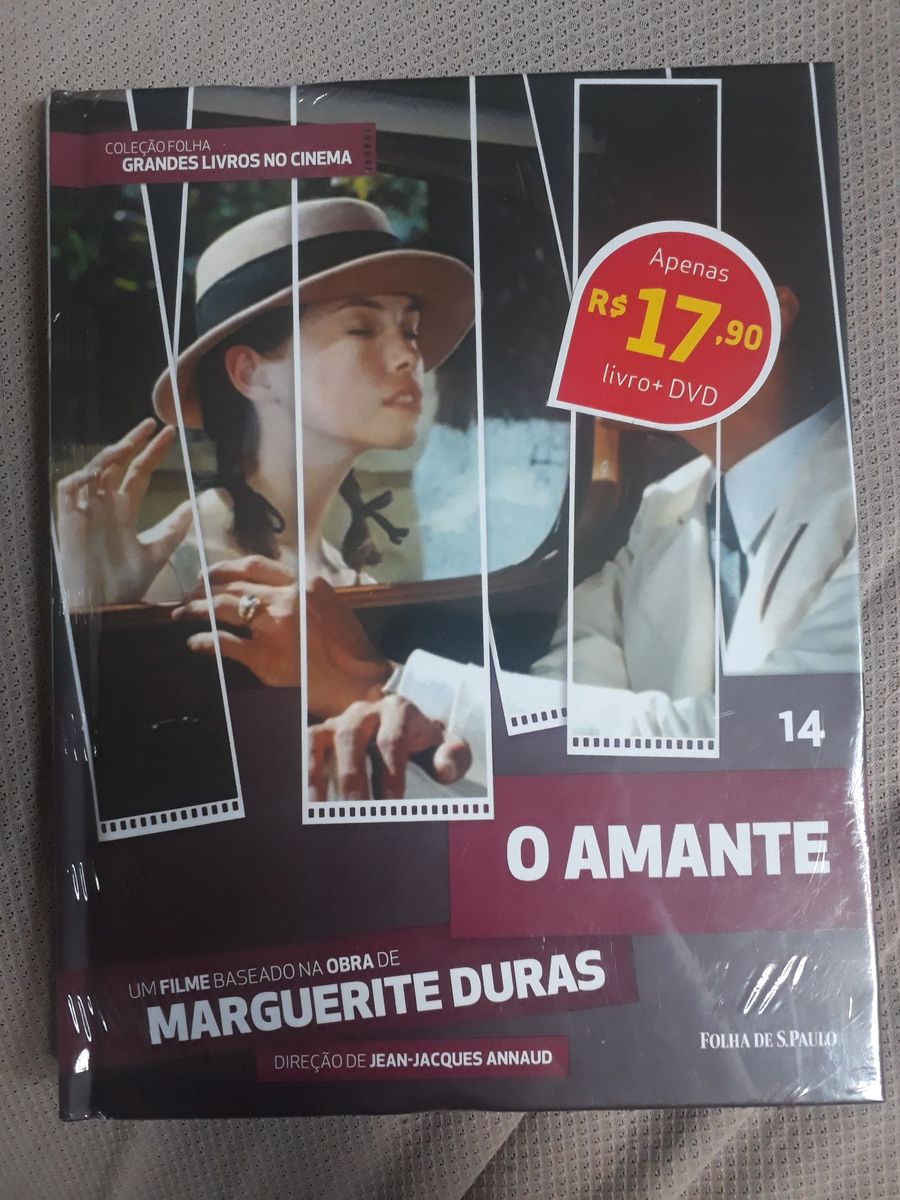 COLEÇÃO FOLHA
GRANDES LIVROS NO CINEMA
Apenas
R$ 17,90
livro+ DVD
14
O AMANTE
UM FILME BASEADO NA OBRA DE
MARGUERITE DURAS
DIREÇÃO DE JEAN-JACQUES ANNAUD
FOLHA DE S.PAULO